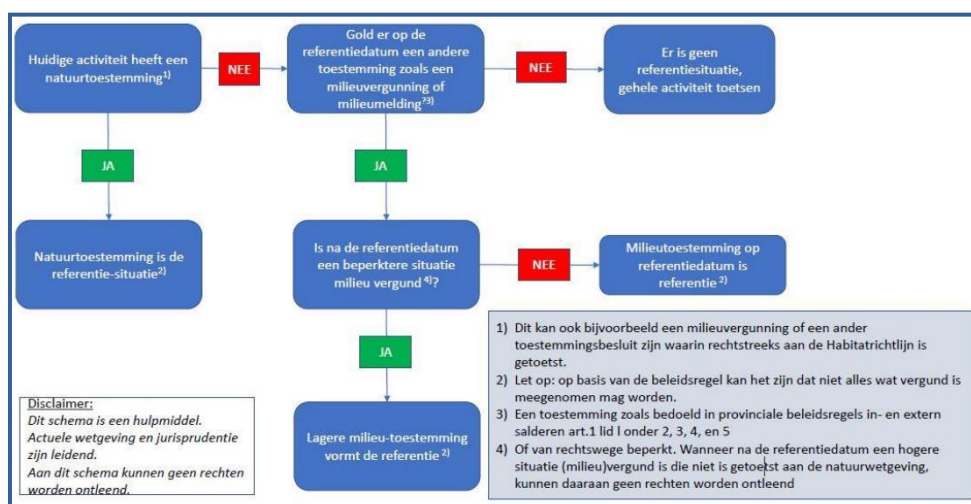 Huidige activiteit heeft een
natuurtoestemming1)
NEE
Gold er op de
referentiedatum een andere
toestemming zoals een
milieuvergunning of
milieumelding?3)
NEE
Er is geen
referentiesituatie,
gehele activiteit toetsen
JA
JA
Natuurtoestemming is de
referentie-situatie2)
Is na de referentiedatum
een beperktere situatie
milieu vergund 4)?
NEE
Milieutoestemming op
referentiedatum is
referentie 2)
JA
Lagere milieu-toestemming
vormt de referentie 2)
Disclaimer:
Dit schema is een hulpmiddel.
Actuele wetgeving en jurisprudentie
zijn leidend.
Aan dit schema kunnen geen rechten
worden ontleend.
1) Dit kan ook bijvoorbeeld een milieuvergunning of een ander
toestemmingsbesluit zijn waarin rechtstreeks aan de Habitatrichtlijn is
getoetst.
2) Let op: op basis van de beleidsregel kan het zijn dat niet alles wat vergund is
meegenomen mag worden.
3) Een toestemming zoals bedoeld in provinciale beleidsregels in- en extern
salderen art.1 lid l onder 2, 3, 4, en 5
4) Of van rechtswege beperkt. Wanneer na de referentiedatum een hogere
situatie (milieu)vergund is die niet is getoetst aan de natuurwetgeving,
kunnen daaraan geen rechten worden ontleend